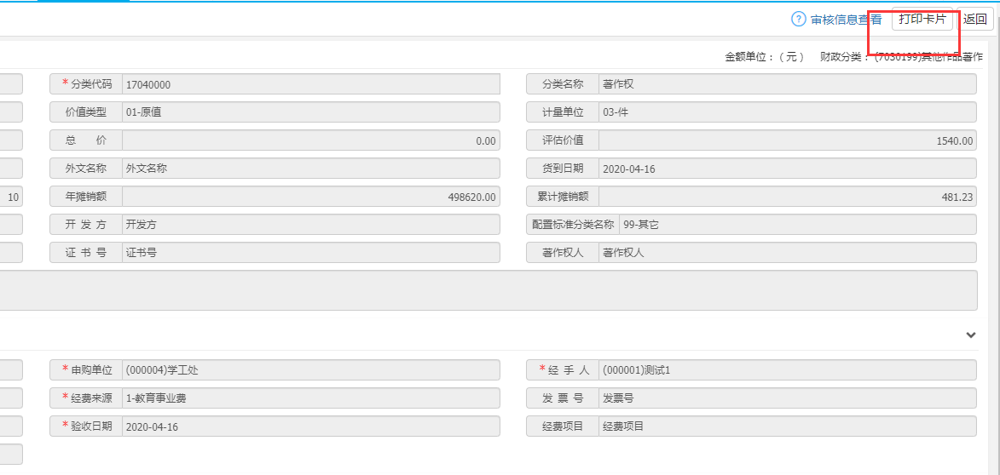 ? 审核信息查看 打印卡片 返回
金额单位：（ 元 ） 财政分类：(7030199)其他作品著作
* 分类代码 17040000 分类名称 著作权
价值类型 01-原值 计量单位 03-件
总 价 0.00 评估价值 1540.00
外文名称 外文名称 货到日期 2020-04-16
10 年摊销额 498620.00 累计摊销额 481.23
开 发 方 开发方 配置标准分类名称 99-其它
证 书 号 证书号 著作权人 著作权人
* 申购单位 (000004)学工处 * 经 手 人 (000001)测试1
* 经费来源 1-教育事业费 发 票 号 发票号
* 验收日期 2020-04-16 经费项目 经费项目